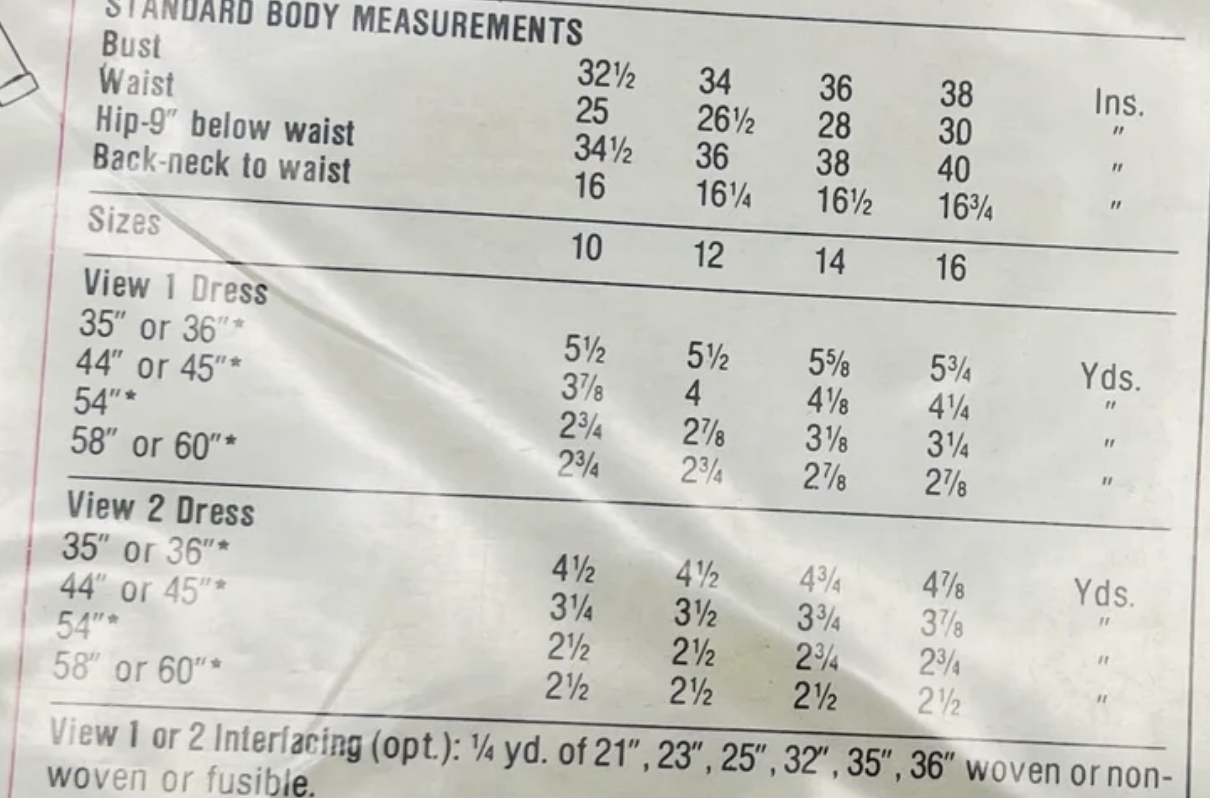 STANDARD BODY MEASUREMENTS
Bust 32½ 34 36 38 Ins.
Waist 25 26½ 28 30 "
Hip-9" below waist 34½ 36 38 40 "
Back-neck to waist 16 16¼ 16½ 16¾ "
Sizes 10 12 14 16
View 1 Dress
35" or 36"* 5½ 5½ 5⅝ 5¾ Yds.
44" or 45"* 3⅞ 4 4⅛ 4¼ "
54"* 2¾ 2⅞ 3⅛ 3¼ "
58" or 60"* 2¾ 2¾ 2⅞ 2⅞ "
View 2 Dress
35" or 36"* 4½ 4½ 4¾ 4⅞ Yds.
44" or 45"* 3¼ 3½ 3¾ 3⅞ "
54"* 2½ 2½ 2¾ 2¾ "
58" or 60"* 2½ 2½ 2½ 2½ "
View 1 or 2 Interfacing (opt.): ¼ yd. of 21", 23", 25", 32", 35", 36" woven or non-
woven or fusible.